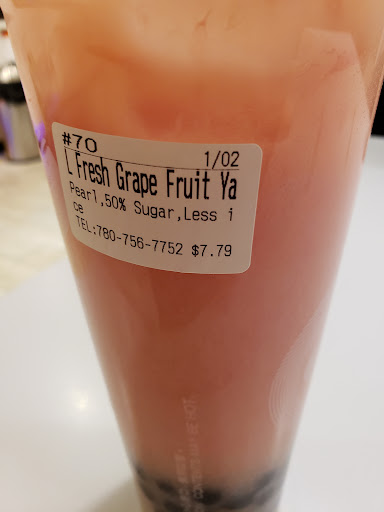 #70 1/02
L Fresh Grape Fruit Ya
Pearl,50% Sugar,Less i
ce
TEL:780-756-7752 $7.79